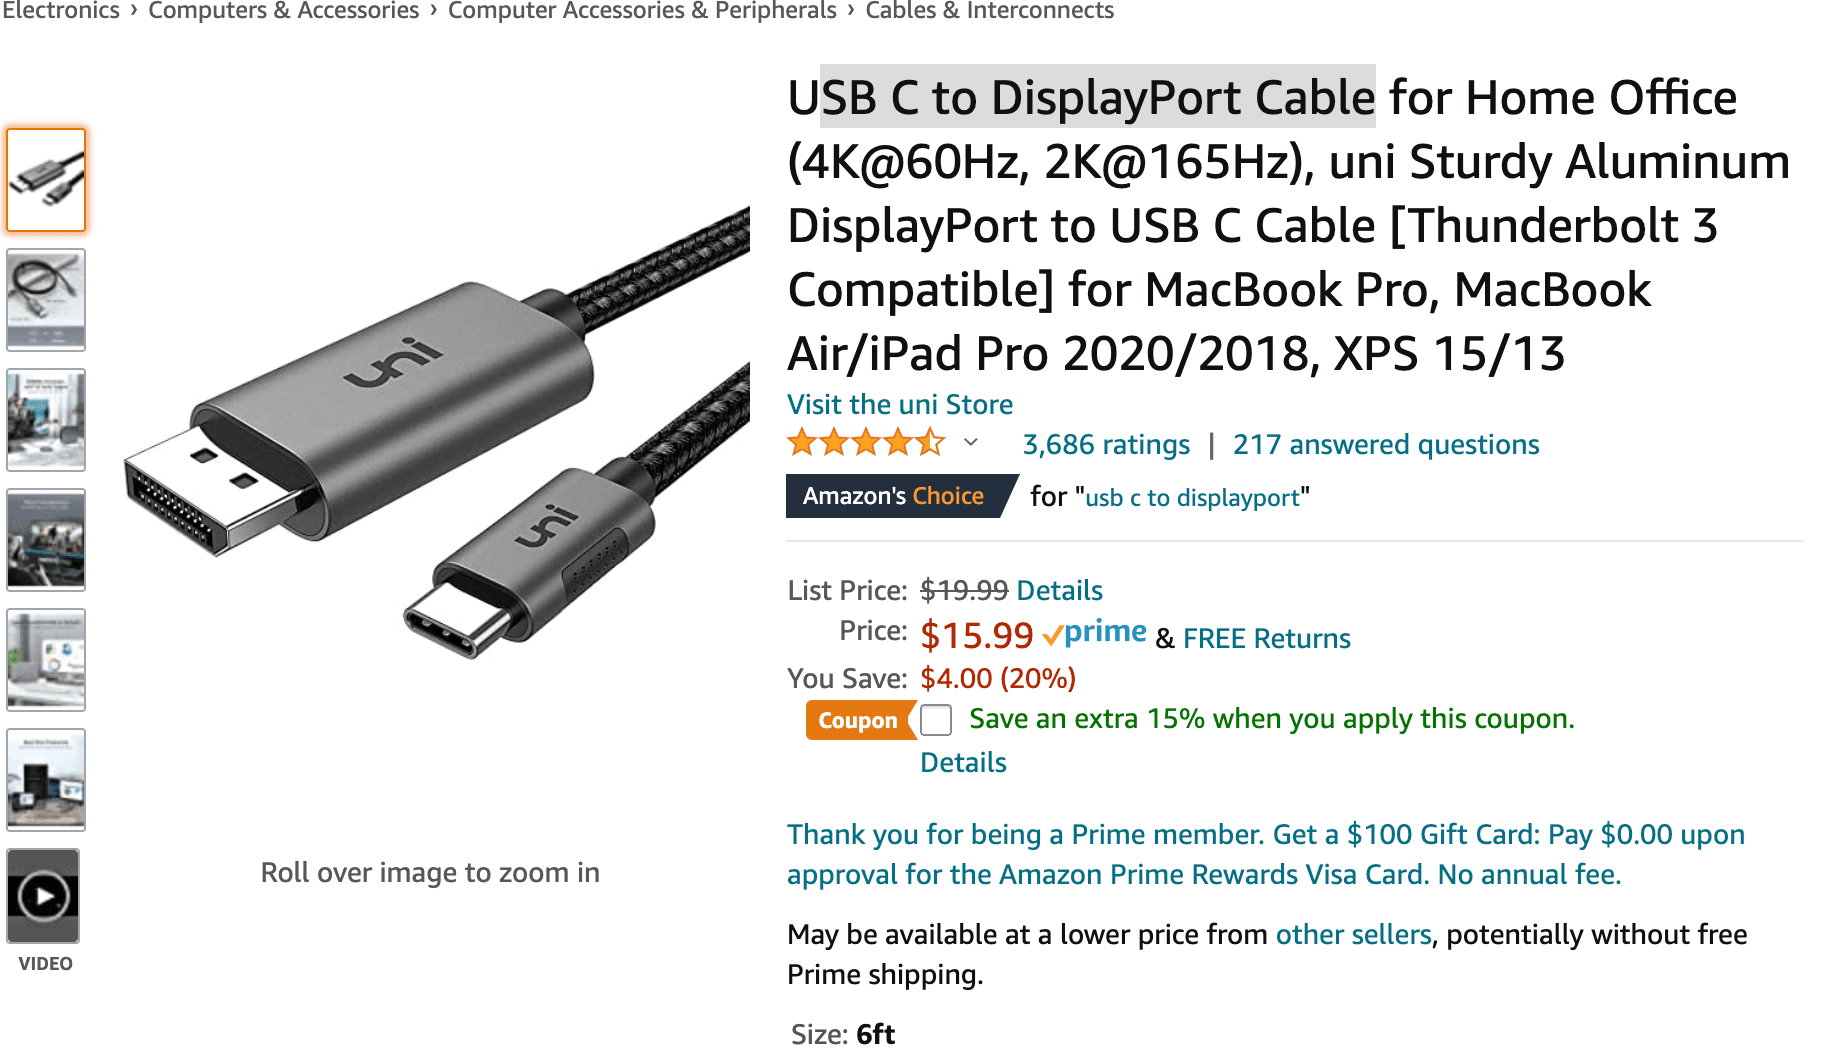 Electronics › Computers & Accessories › Computer Accessories & Peripherals › Cables & Interconnects
USB C to DisplayPort Cable for Home Office
(4K@60Hz, 2K@165Hz), uni Sturdy Aluminum
DisplayPort to USB C Cable [Thunderbolt 3
Compatible] for MacBook Pro, MacBook
Air/iPad Pro 2020/2018, XPS 15/13
Visit the uni Store
3,686 ratings | 217 answered questions
Amazon's Choice for "usb c to displayport"
uni
uni
List Price: $19.99 Details
Price: $15.99 prime & FREE Returns
You Save: $4.00 (20%)
Coupon Save an extra 15% when you apply this coupon.
Details
Thank you for being a Prime member. Get a $100 Gift Card: Pay $0.00 upon
approval for the Amazon Prime Rewards Visa Card. No annual fee.
Roll over image to zoom in
May be available at a lower price from other sellers, potentially without free
Prime shipping.
VIDEO
Size: 6ft